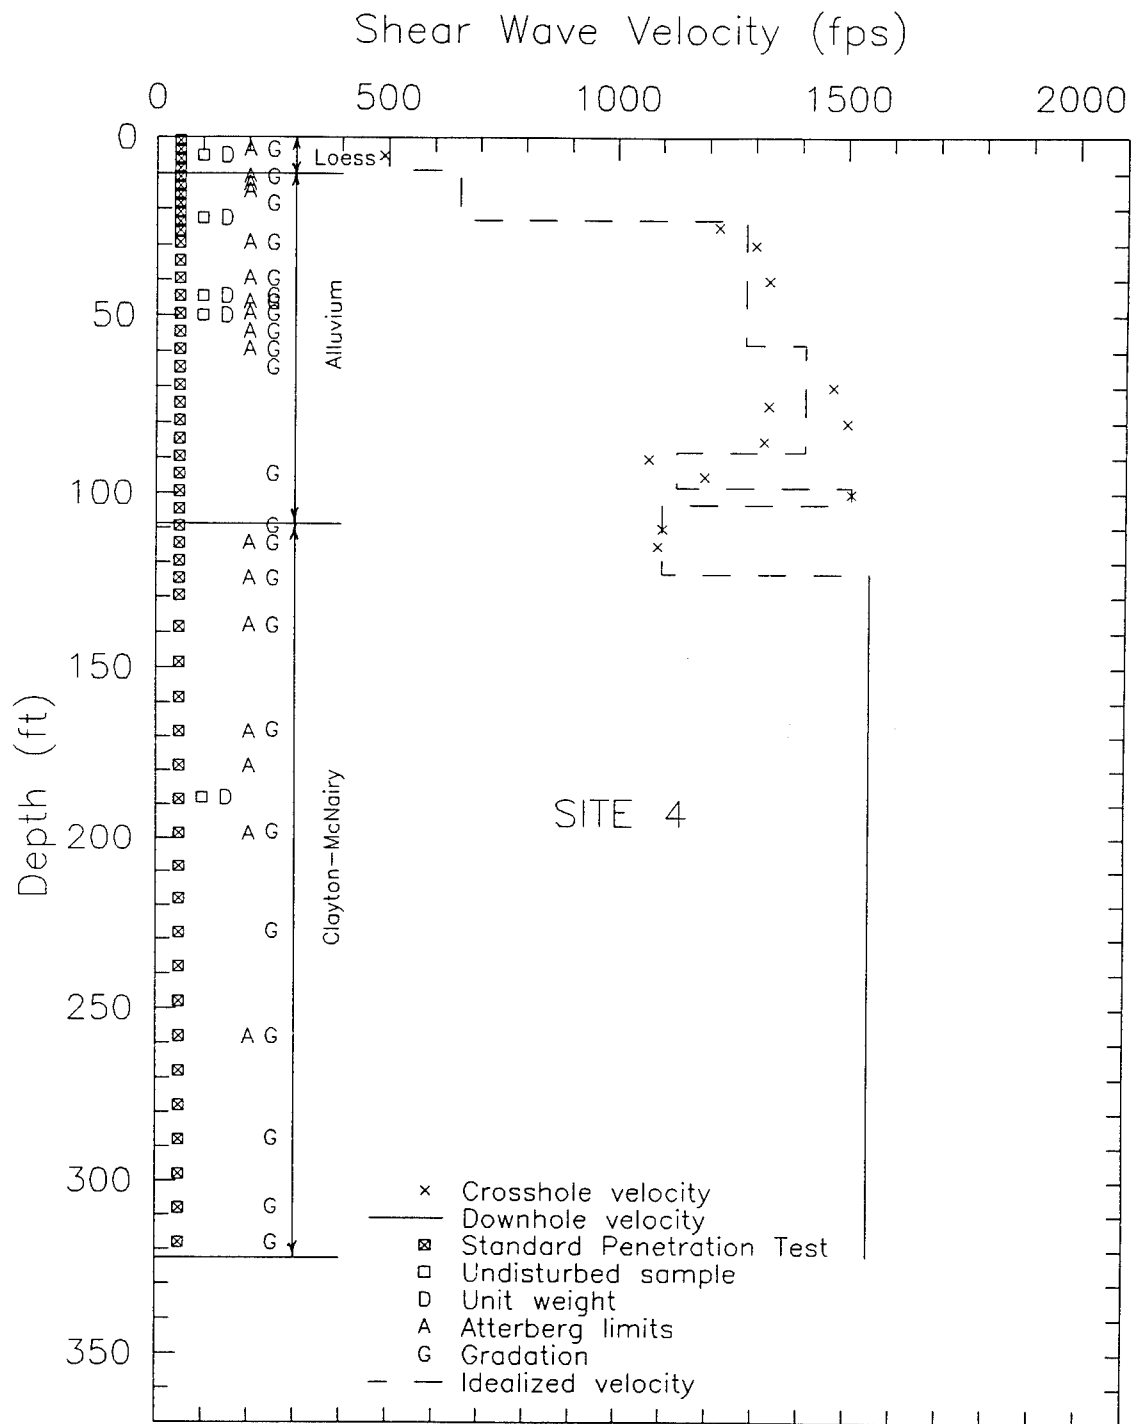 Shear Wave Velocity (fps)
0 500 1000 1500 2000
Depth (ft)
0
50
100
150
200
250
300
350
D A G
Loess ×
G
A
A
A
G
D
A G
A G
D G
A G
D A G
A G
A G
G
G
G
A G
A G
A G
A G
A
D
A G
G
A G
G
G
G
Alluvium
Clayton-McNairy
SITE 4
× Crosshole velocity
Downhole velocity
Standard Penetration Test
Undisturbed sample
D Unit weight
A Atterberg limits
G Gradation
Idealized velocity